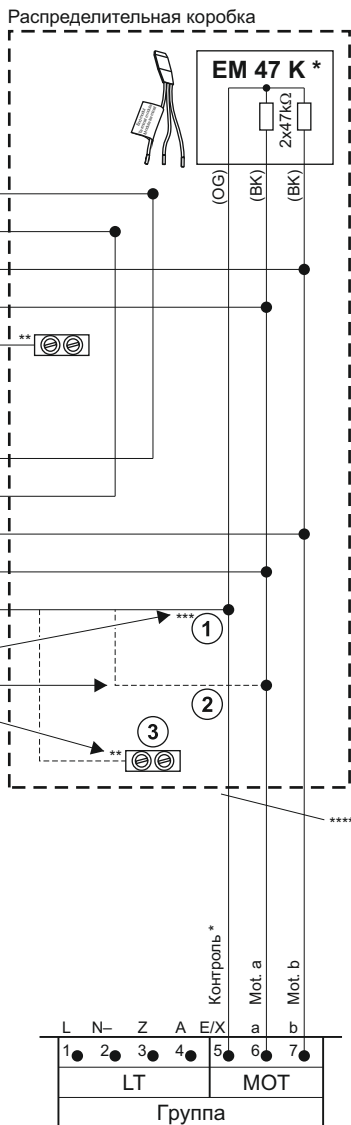 Распределительная коробка
EM 47 K *
2x47kΩ
(OG)
(BK)
(BK)
**
***
1
2
3
**
****
Контроль *
Mot. a
Mot. b
L N– Z A E/X a b
1 2 3 4 5 6 7
LT MOT
Группа